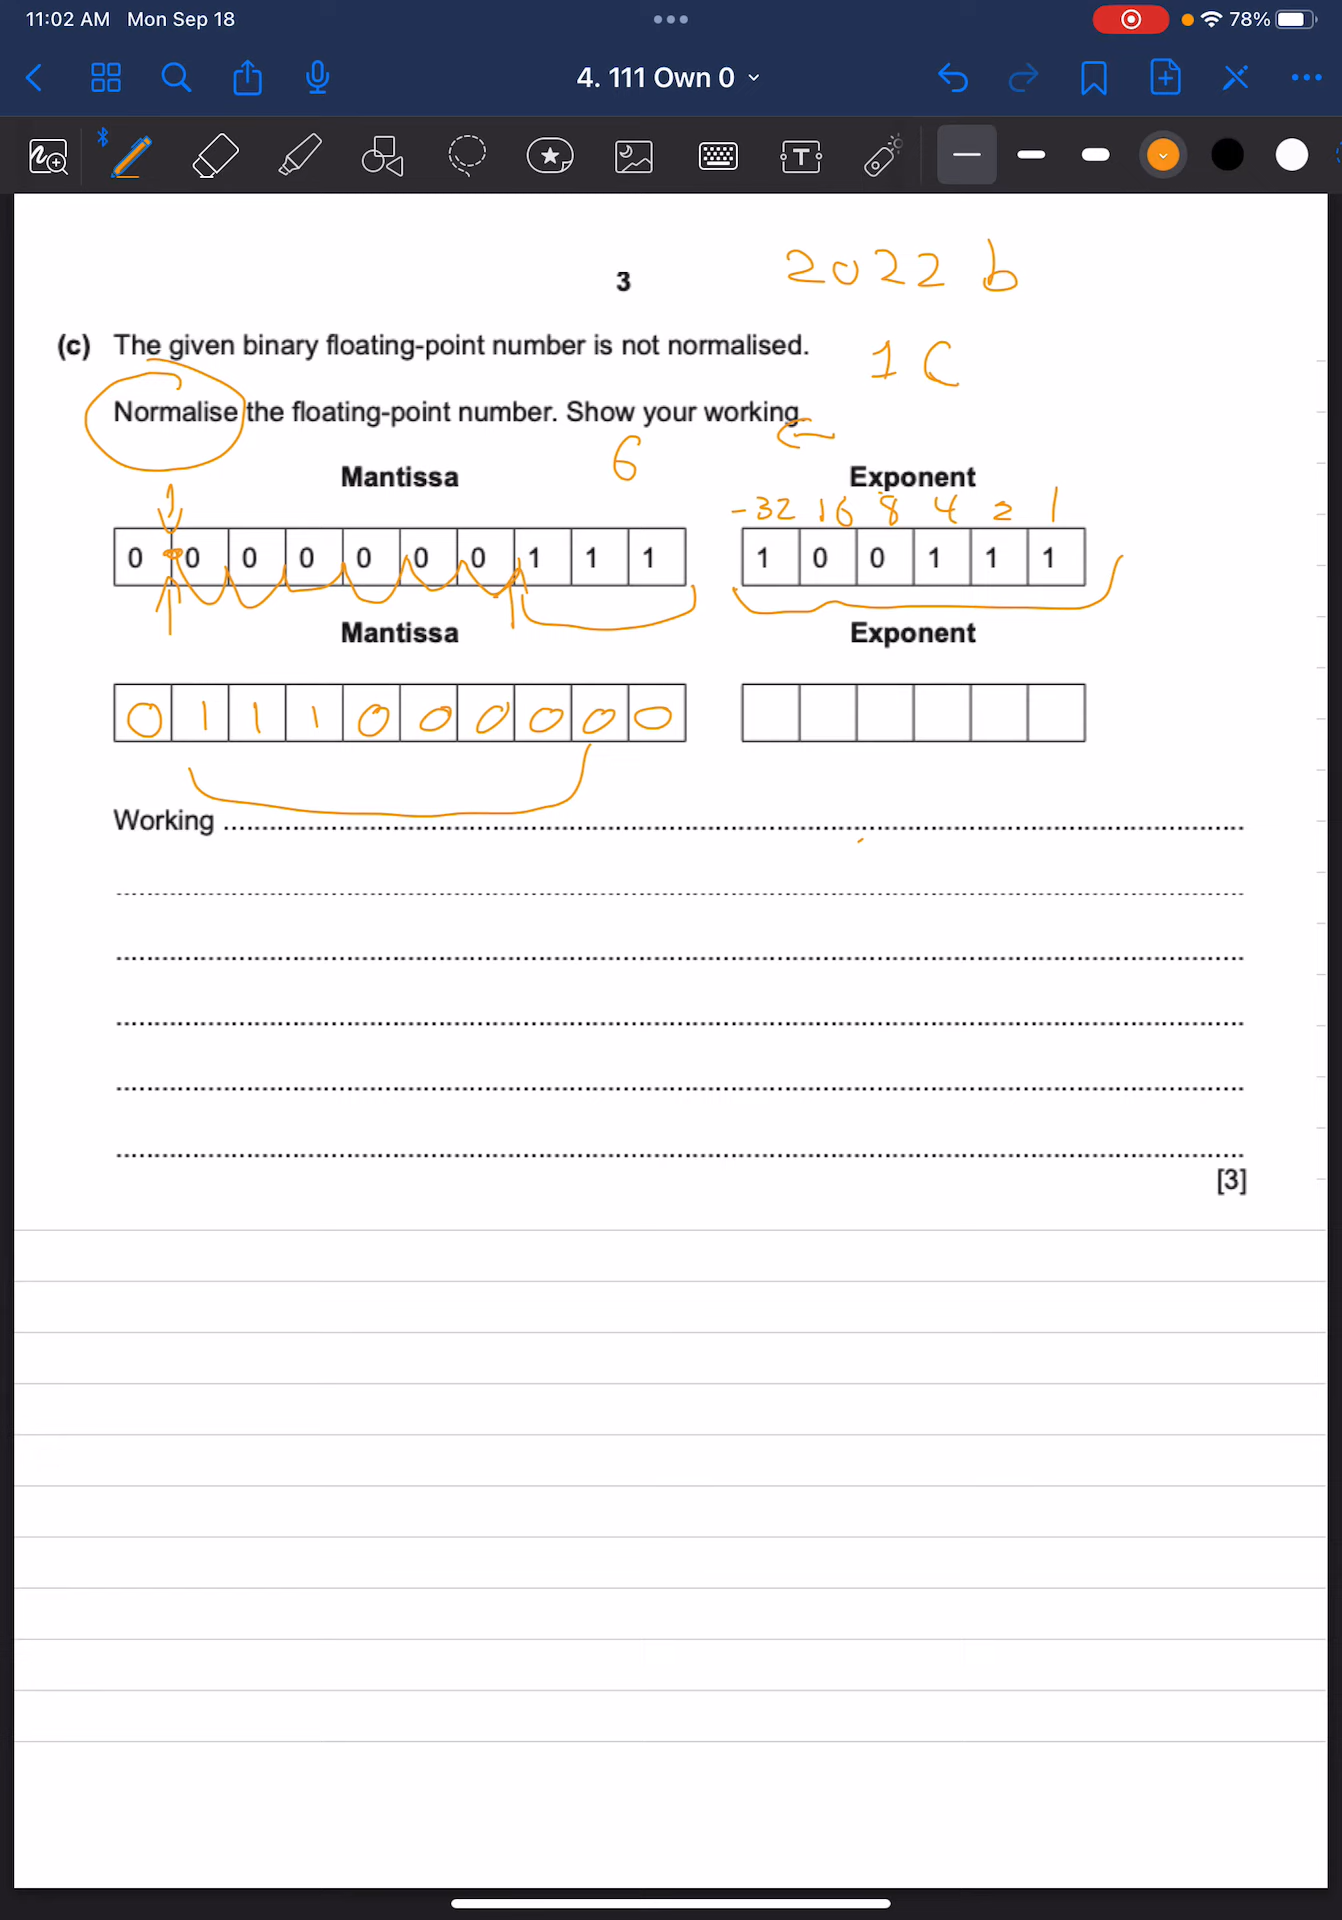 11:02 AM Mon Sep 18
78%
4. 111 Own 0
T
3
2022 b
(c) The given binary floating-point number is not normalised.
1 C
Normalise the floating-point number. Show your working.
6
Mantissa
Exponent
-32 16 8 4 2 1
0 0 0 0 0 0 0 1 1 1
1 0 0 1 1 1
Mantissa
Exponent
0 1 1 1 0 0 0 0 0 0
Working
[3]